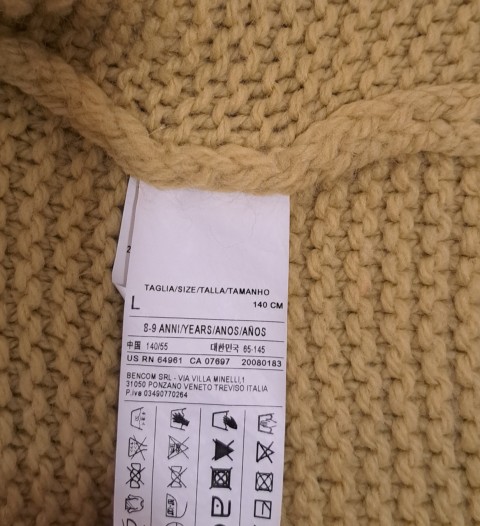 TAGLIA/SIZE/TALLA/TAMANHO
L 140 CM
8-9 ANNI/YEARS/ANOS/AÑOS
中国 140/55 대한민국 65-145
US RN 64961 CA 07697 20080183
BENCOM SRL - VIA VILLA MINELLI,1
31050 PONZANO VENETO TREVISO ITALIA
P.iva 03490770264
2